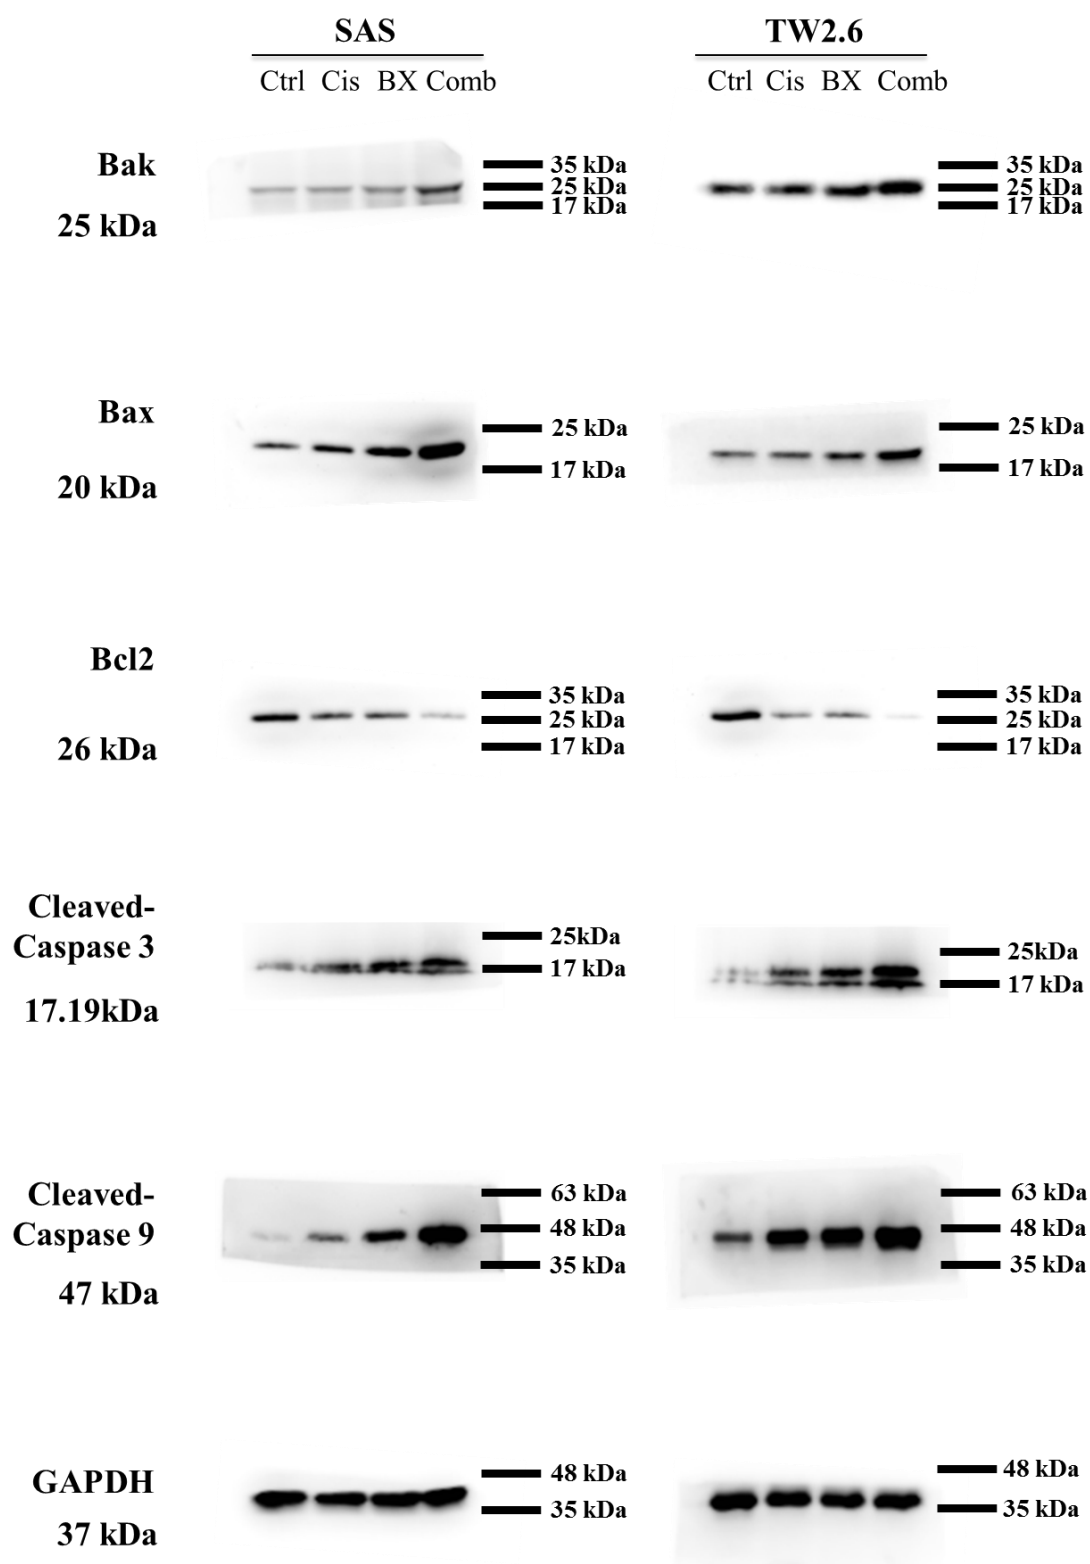 SAS TW2.6
Ctrl Cis BX Comb Ctrl Cis BX Comb
Bak
25 kDa
35 kDa
25 kDa
17 kDa
35 kDa
25 kDa
17 kDa
Bax
20 kDa
25 kDa
17 kDa
25 kDa
17 kDa
Bcl2
26 kDa
35 kDa
25 kDa
17 kDa
35 kDa
25 kDa
17 kDa
Cleaved-
Caspase 3
17.19kDa
25kDa
17 kDa
25kDa
17 kDa
Cleaved-
Caspase 9
47 kDa
63 kDa
48 kDa
35 kDa
63 kDa
48 kDa
35 kDa
GAPDH
37 kDa
48 kDa
35 kDa
48 kDa
35 kDa